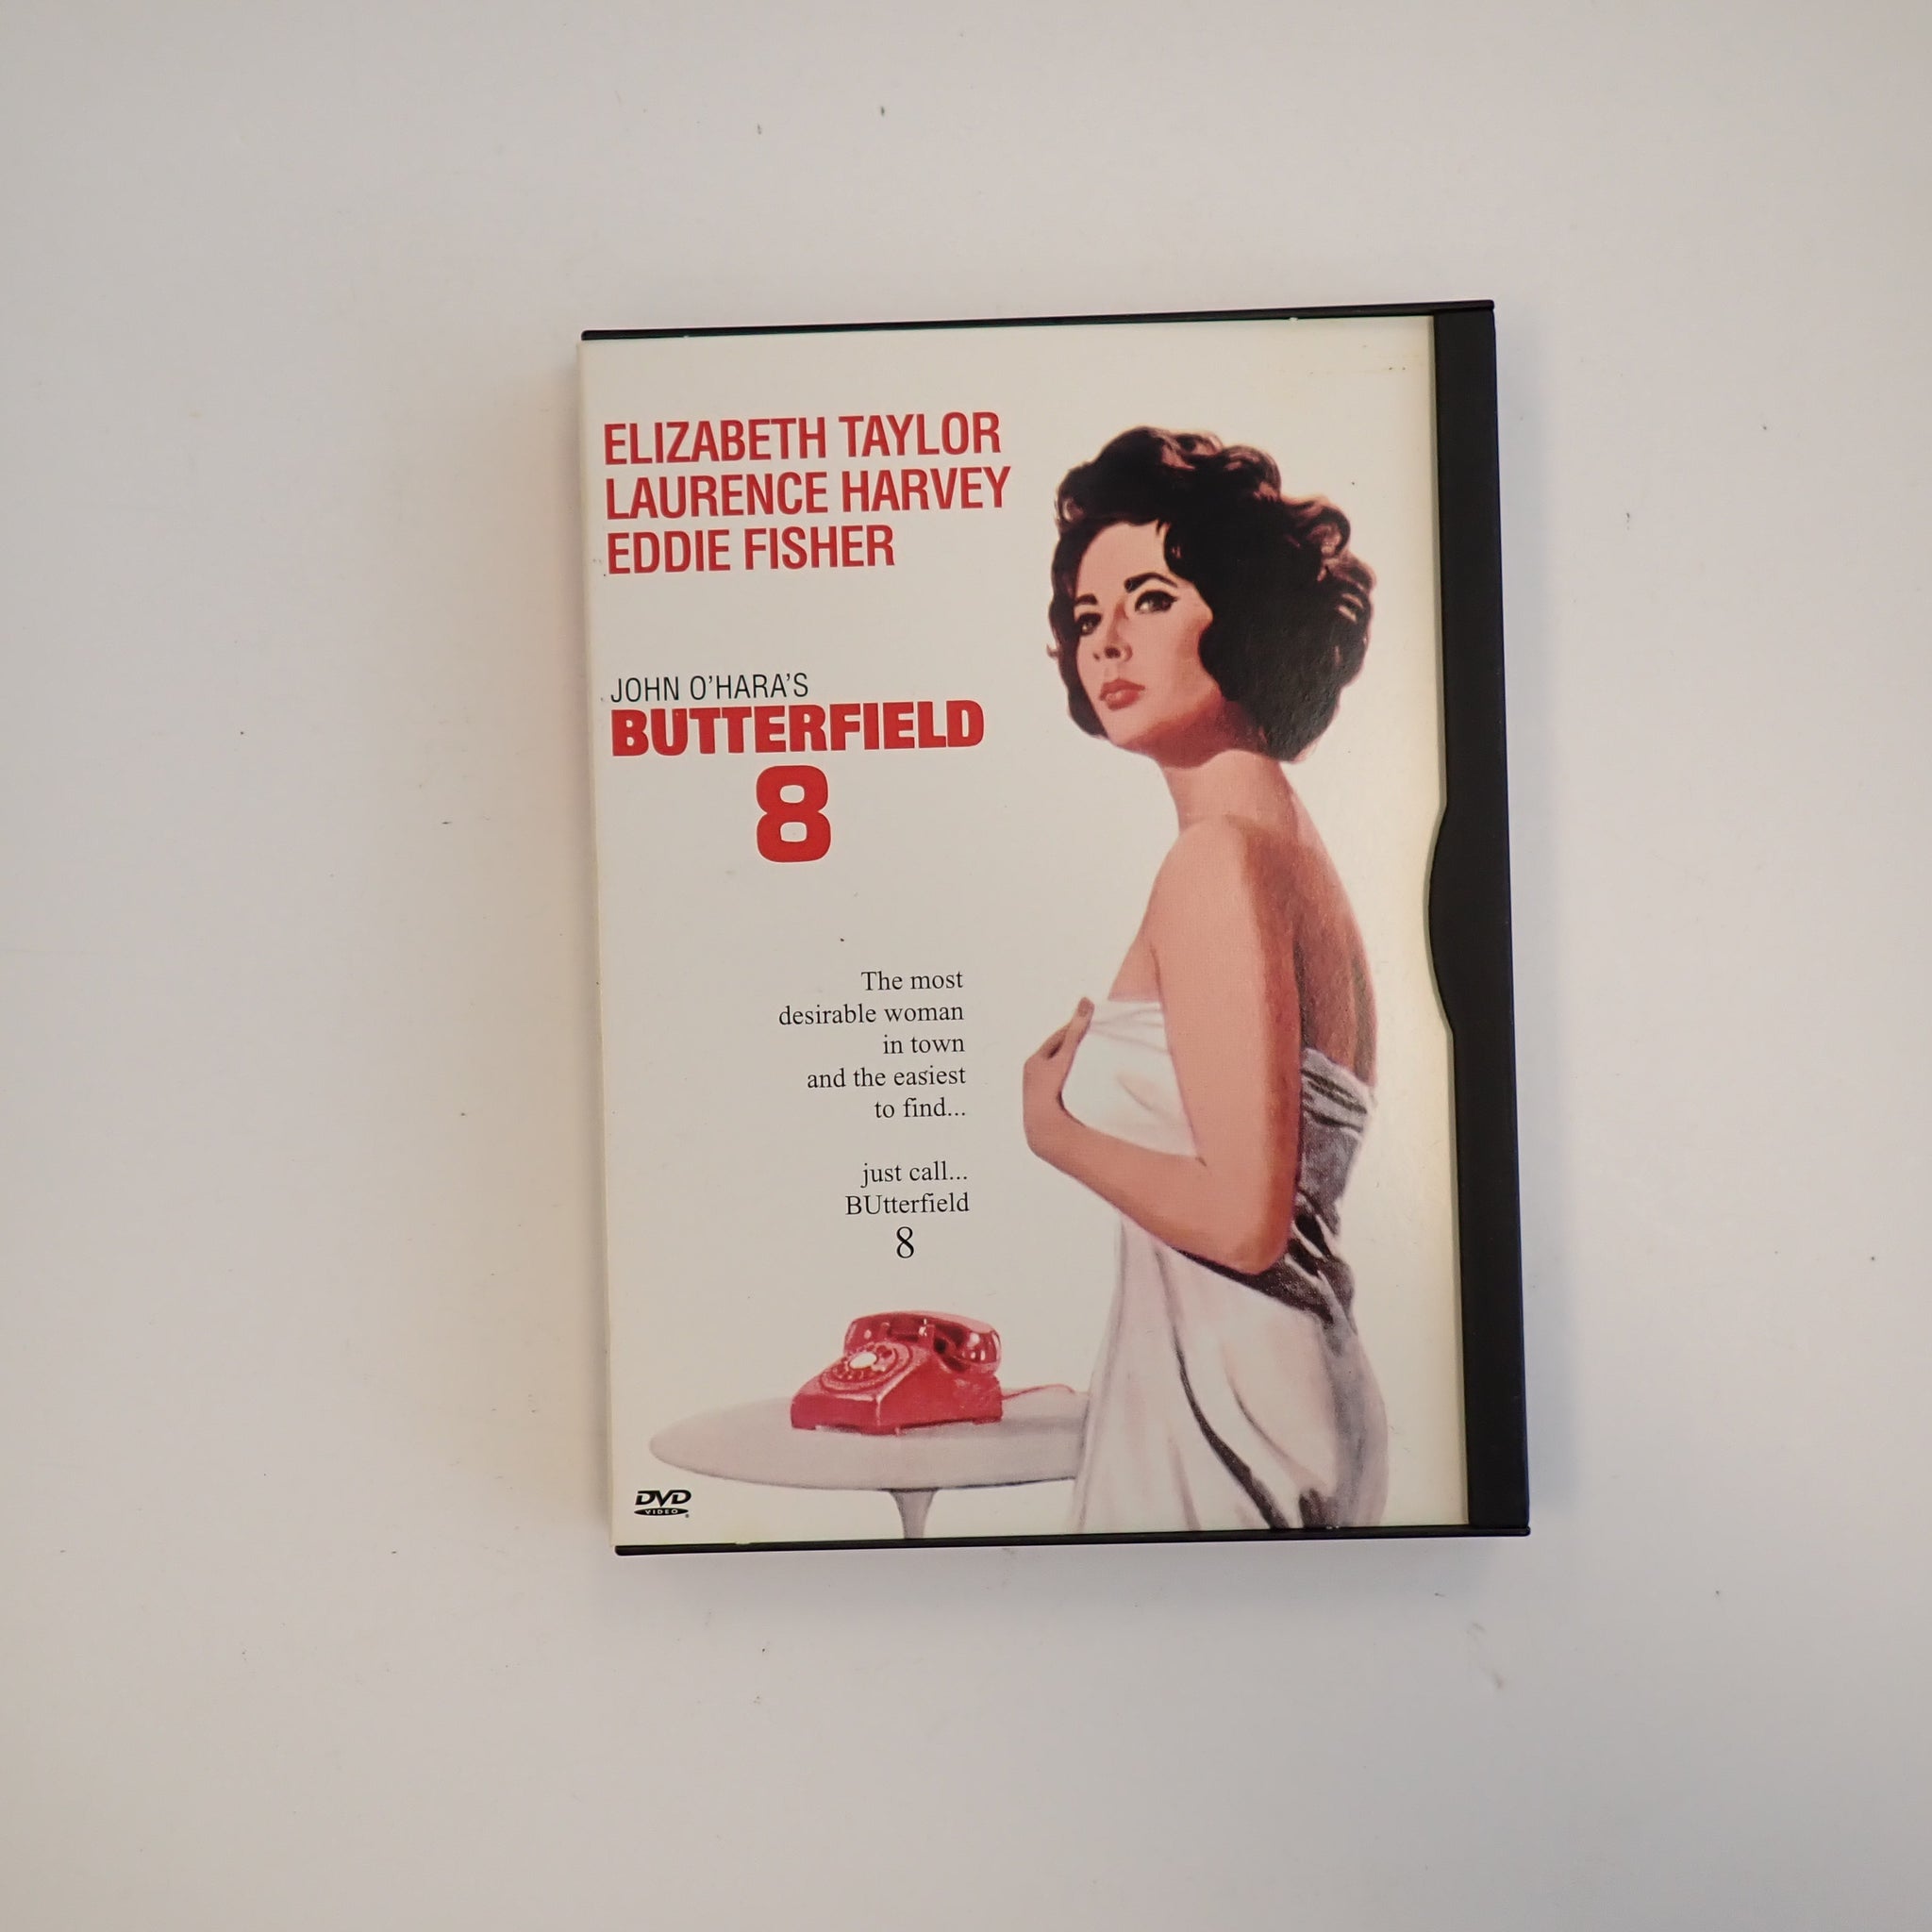 ELIZABETH TAYLOR
LAURENCE HARVEY
EDDIE FISHER
JOHN O'HARA'S
BUTTERFIELD
8
The most
desirable woman
in town
and the easiest
to find...
just call...
BUtterfield
8
DVD
VIDEO